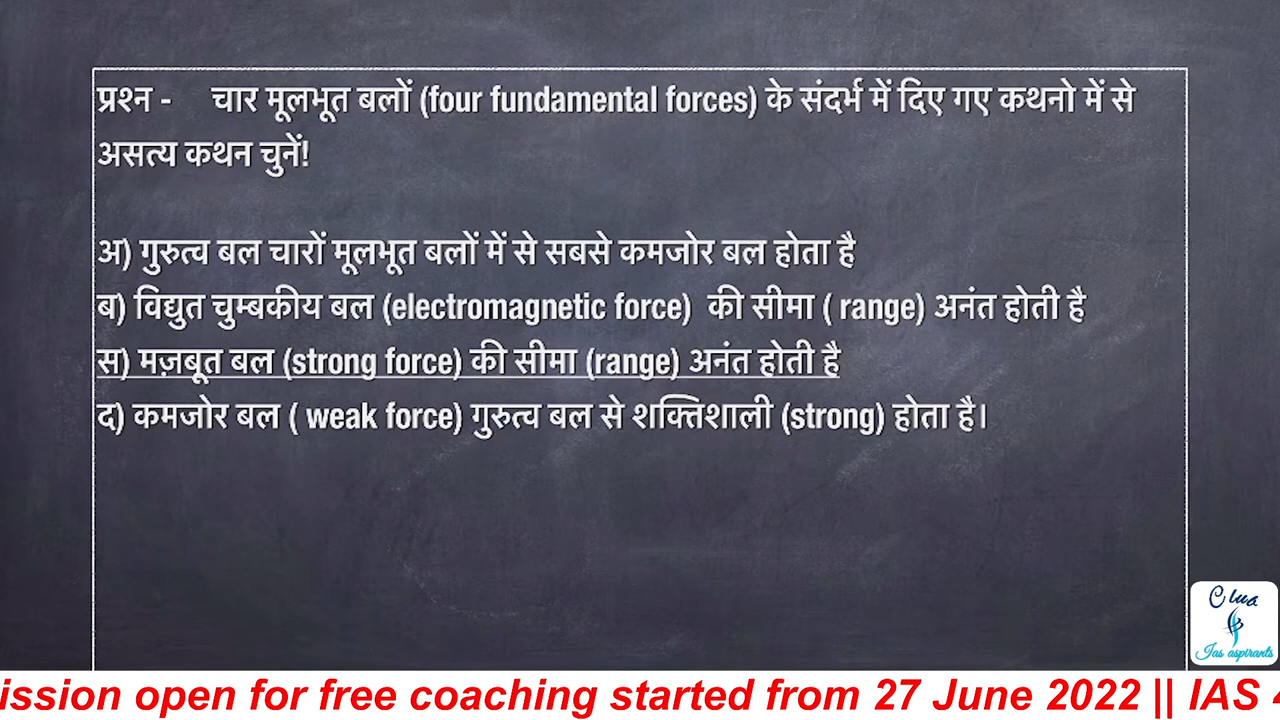 प्रश्न - चार मूलभूत बलों (four fundamental forces) के संदर्भ में दिए गए कथनो में से
असत्य कथन चुनें!
अ) गुरुत्व बल चारों मूलभूत बलों में से सबसे कमजोर बल होता है
ब) विद्युत चुम्बकीय बल (electromagnetic force) की सीमा ( range) अनंत होती है
स) मज़बूत बल (strong force) की सीमा (range) अनंत होती है
द) कमजोर बल ( weak force) गुरुत्व बल से शक्तिशाली (strong) होता है।
Ias aspirants
ission open for free coaching started from 27 June 2022 || IAS